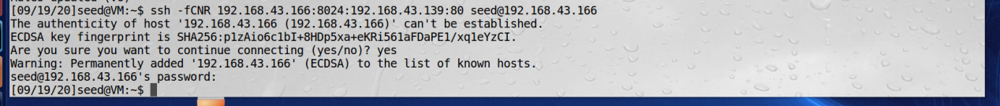 [09/19/20]seed@VM:~$ ssh -fCNR 192.168.43.166:8024:192.168.43.139:80 seed@192.168.43.166
The authenticity of host '192.168.43.166 (192.168.43.166)' can't be established.
ECDSA key fingerprint is SHA256:p1zAio6c1bI+8HDp5xa+eKRi561aFDaPE1/xq1eYzCI.
Are you sure you want to continue connecting (yes/no)? yes
Warning: Permanently added '192.168.43.166' (ECDSA) to the list of known hosts.
seed@192.168.43.166's password:
[09/19/20]seed@VM:~$